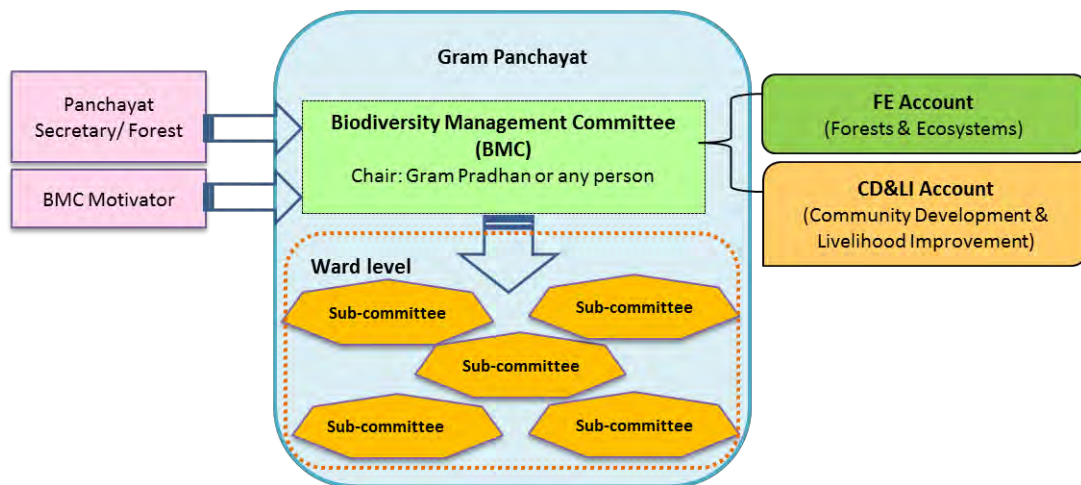 Gram Panchayat
Panchayat
Secretary/ Forest
BMC Motivator
Biodiversity Management Committee
(BMC)
Chair: Gram Pradhan or any person
FE Account
(Forests & Ecosystems)
CD&LI Account
(Community Development &
Livelihood Improvement)
Ward level
Sub-committee
Sub-committee
Sub-committee
Sub-committee
Sub-committee